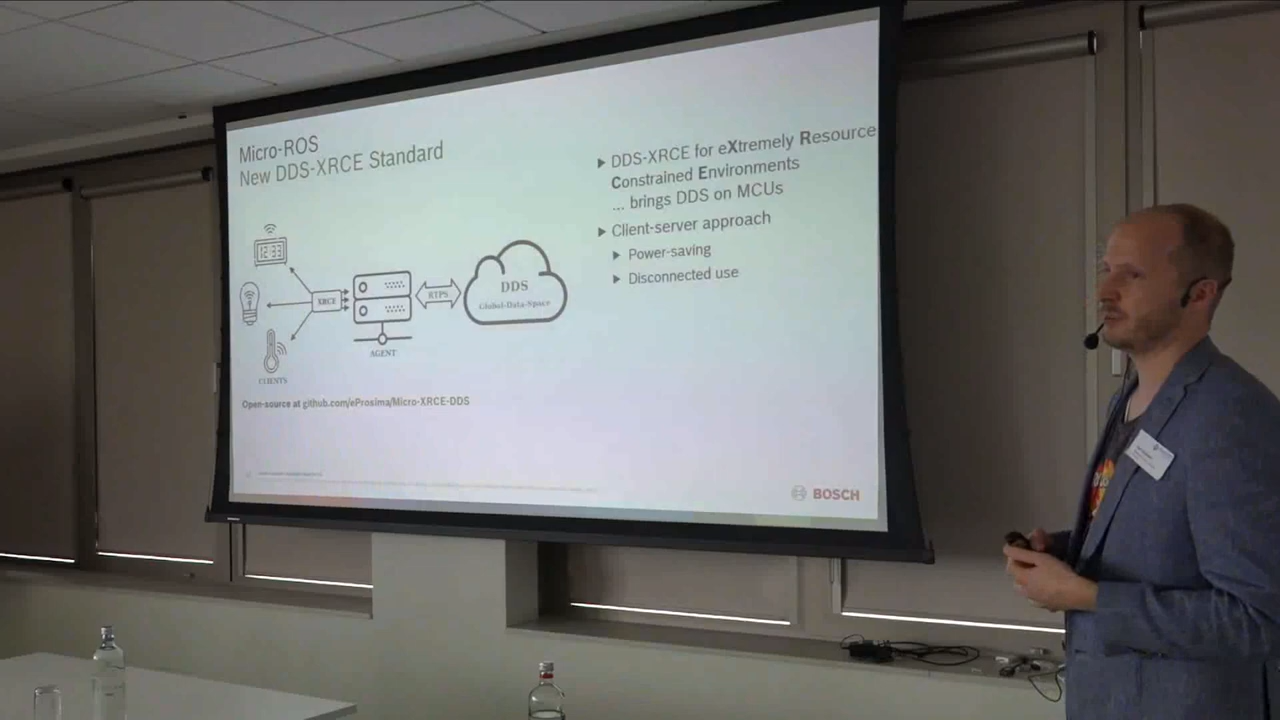 Micro-ROS
New DDS-XRCE Standard
DDS-XRCE for eXtremely Resource
Constrained Environments
... brings DDS on MCUs
Client-server approach
Power-saving
Disconnected use
12:33
XRCE
RTPS
DDS
Global-Data-Space
AGENT
CLIENTS
Open-source at github.com/eProsima/Micro-XRCE-DDS
BOSCH